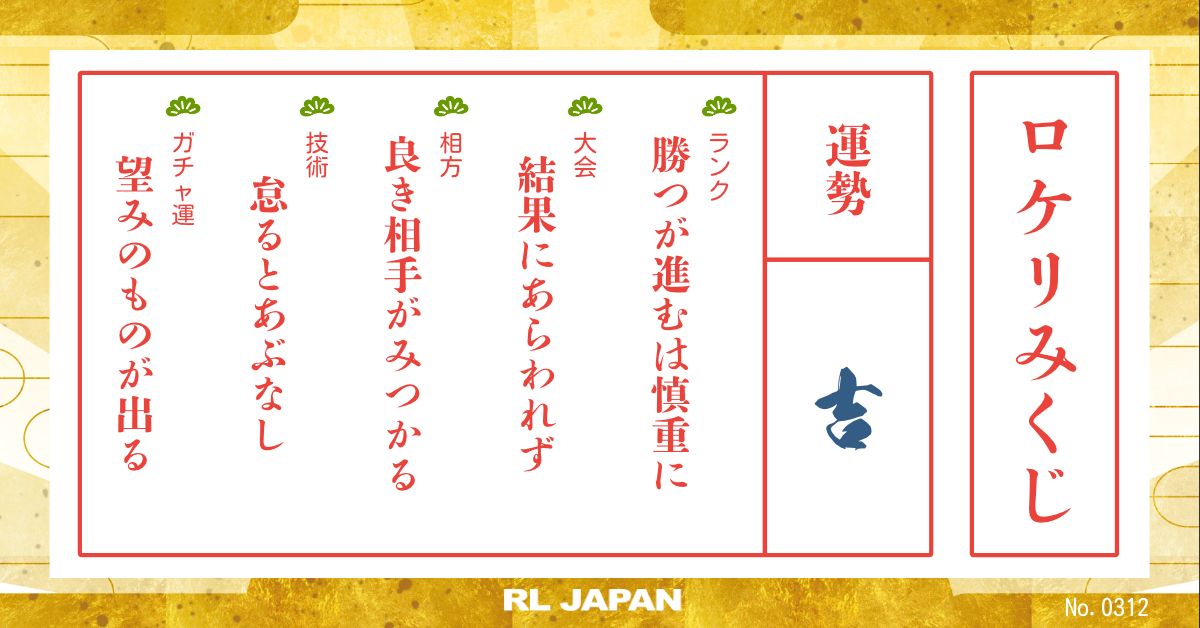 ロケリみくじ
運勢
吉
ランク
勝つが進むは慎重に
大会
結果にあらわれず
相方
良き相手がみつかる
技術
怠るとあぶなし
ガチャ運
望みのものが出る
RL JAPAN
No. 0312